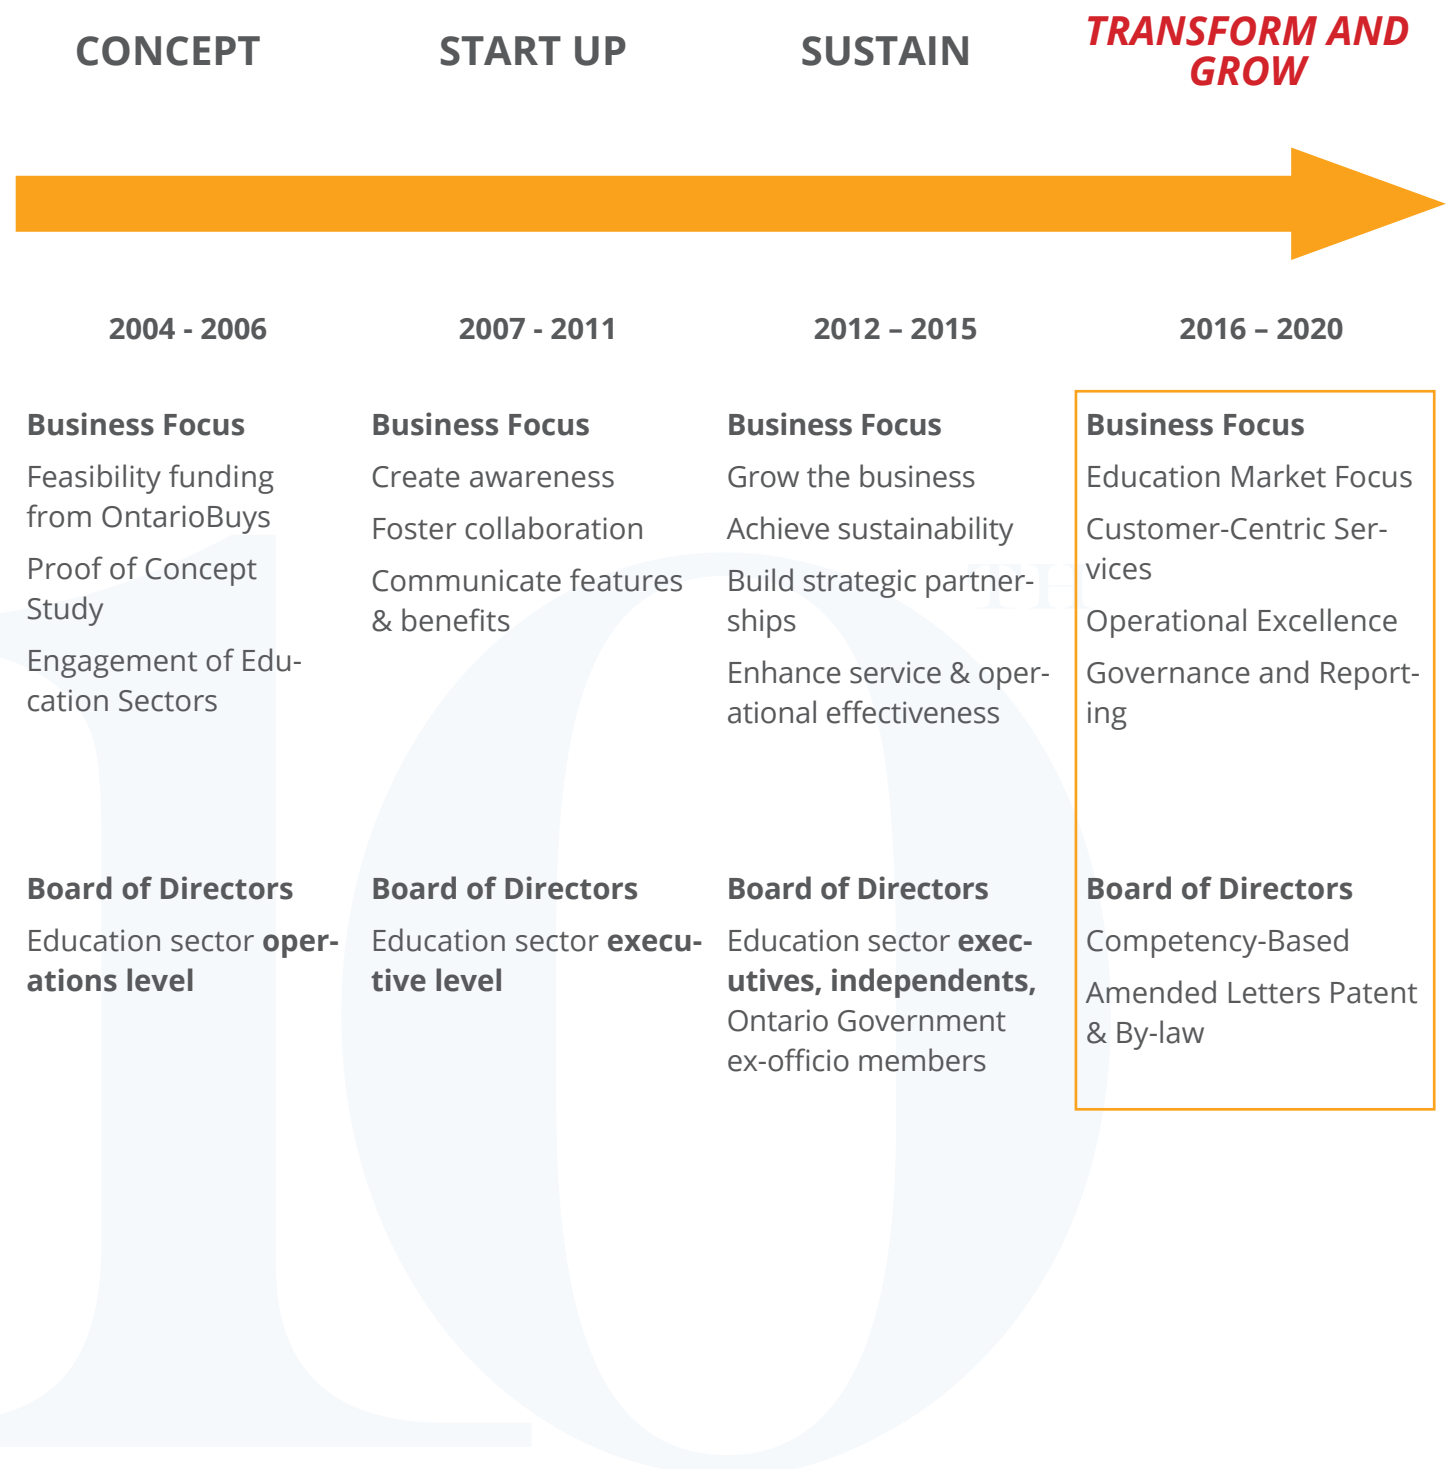 CONCEPT
START UP
SUSTAIN
TRANSFORM AND
GROW
2004 - 2006
2007 - 2011
2012 – 2015
2016 – 2020
Business Focus
Feasibility funding
from OntarioBuys
Proof of Concept
Study
Engagement of Edu-
cation Sectors
Board of Directors
Education sector oper-
ations level
Business Focus
Create awareness
Foster collaboration
Communicate features
& benefits
Board of Directors
Education sector execu-
tive level
Business Focus
Grow the business
Achieve sustainability
Build strategic partner-
ships
Enhance service & oper-
ational effectiveness
Board of Directors
Education sector exec-
utives, independents,
Ontario Government
ex-officio members
Business Focus
Education Market Focus
Customer-Centric Ser-
vices
Operational Excellence
Governance and Report-
ing
Board of Directors
Competency-Based
Amended Letters Patent
& By-law
10TH